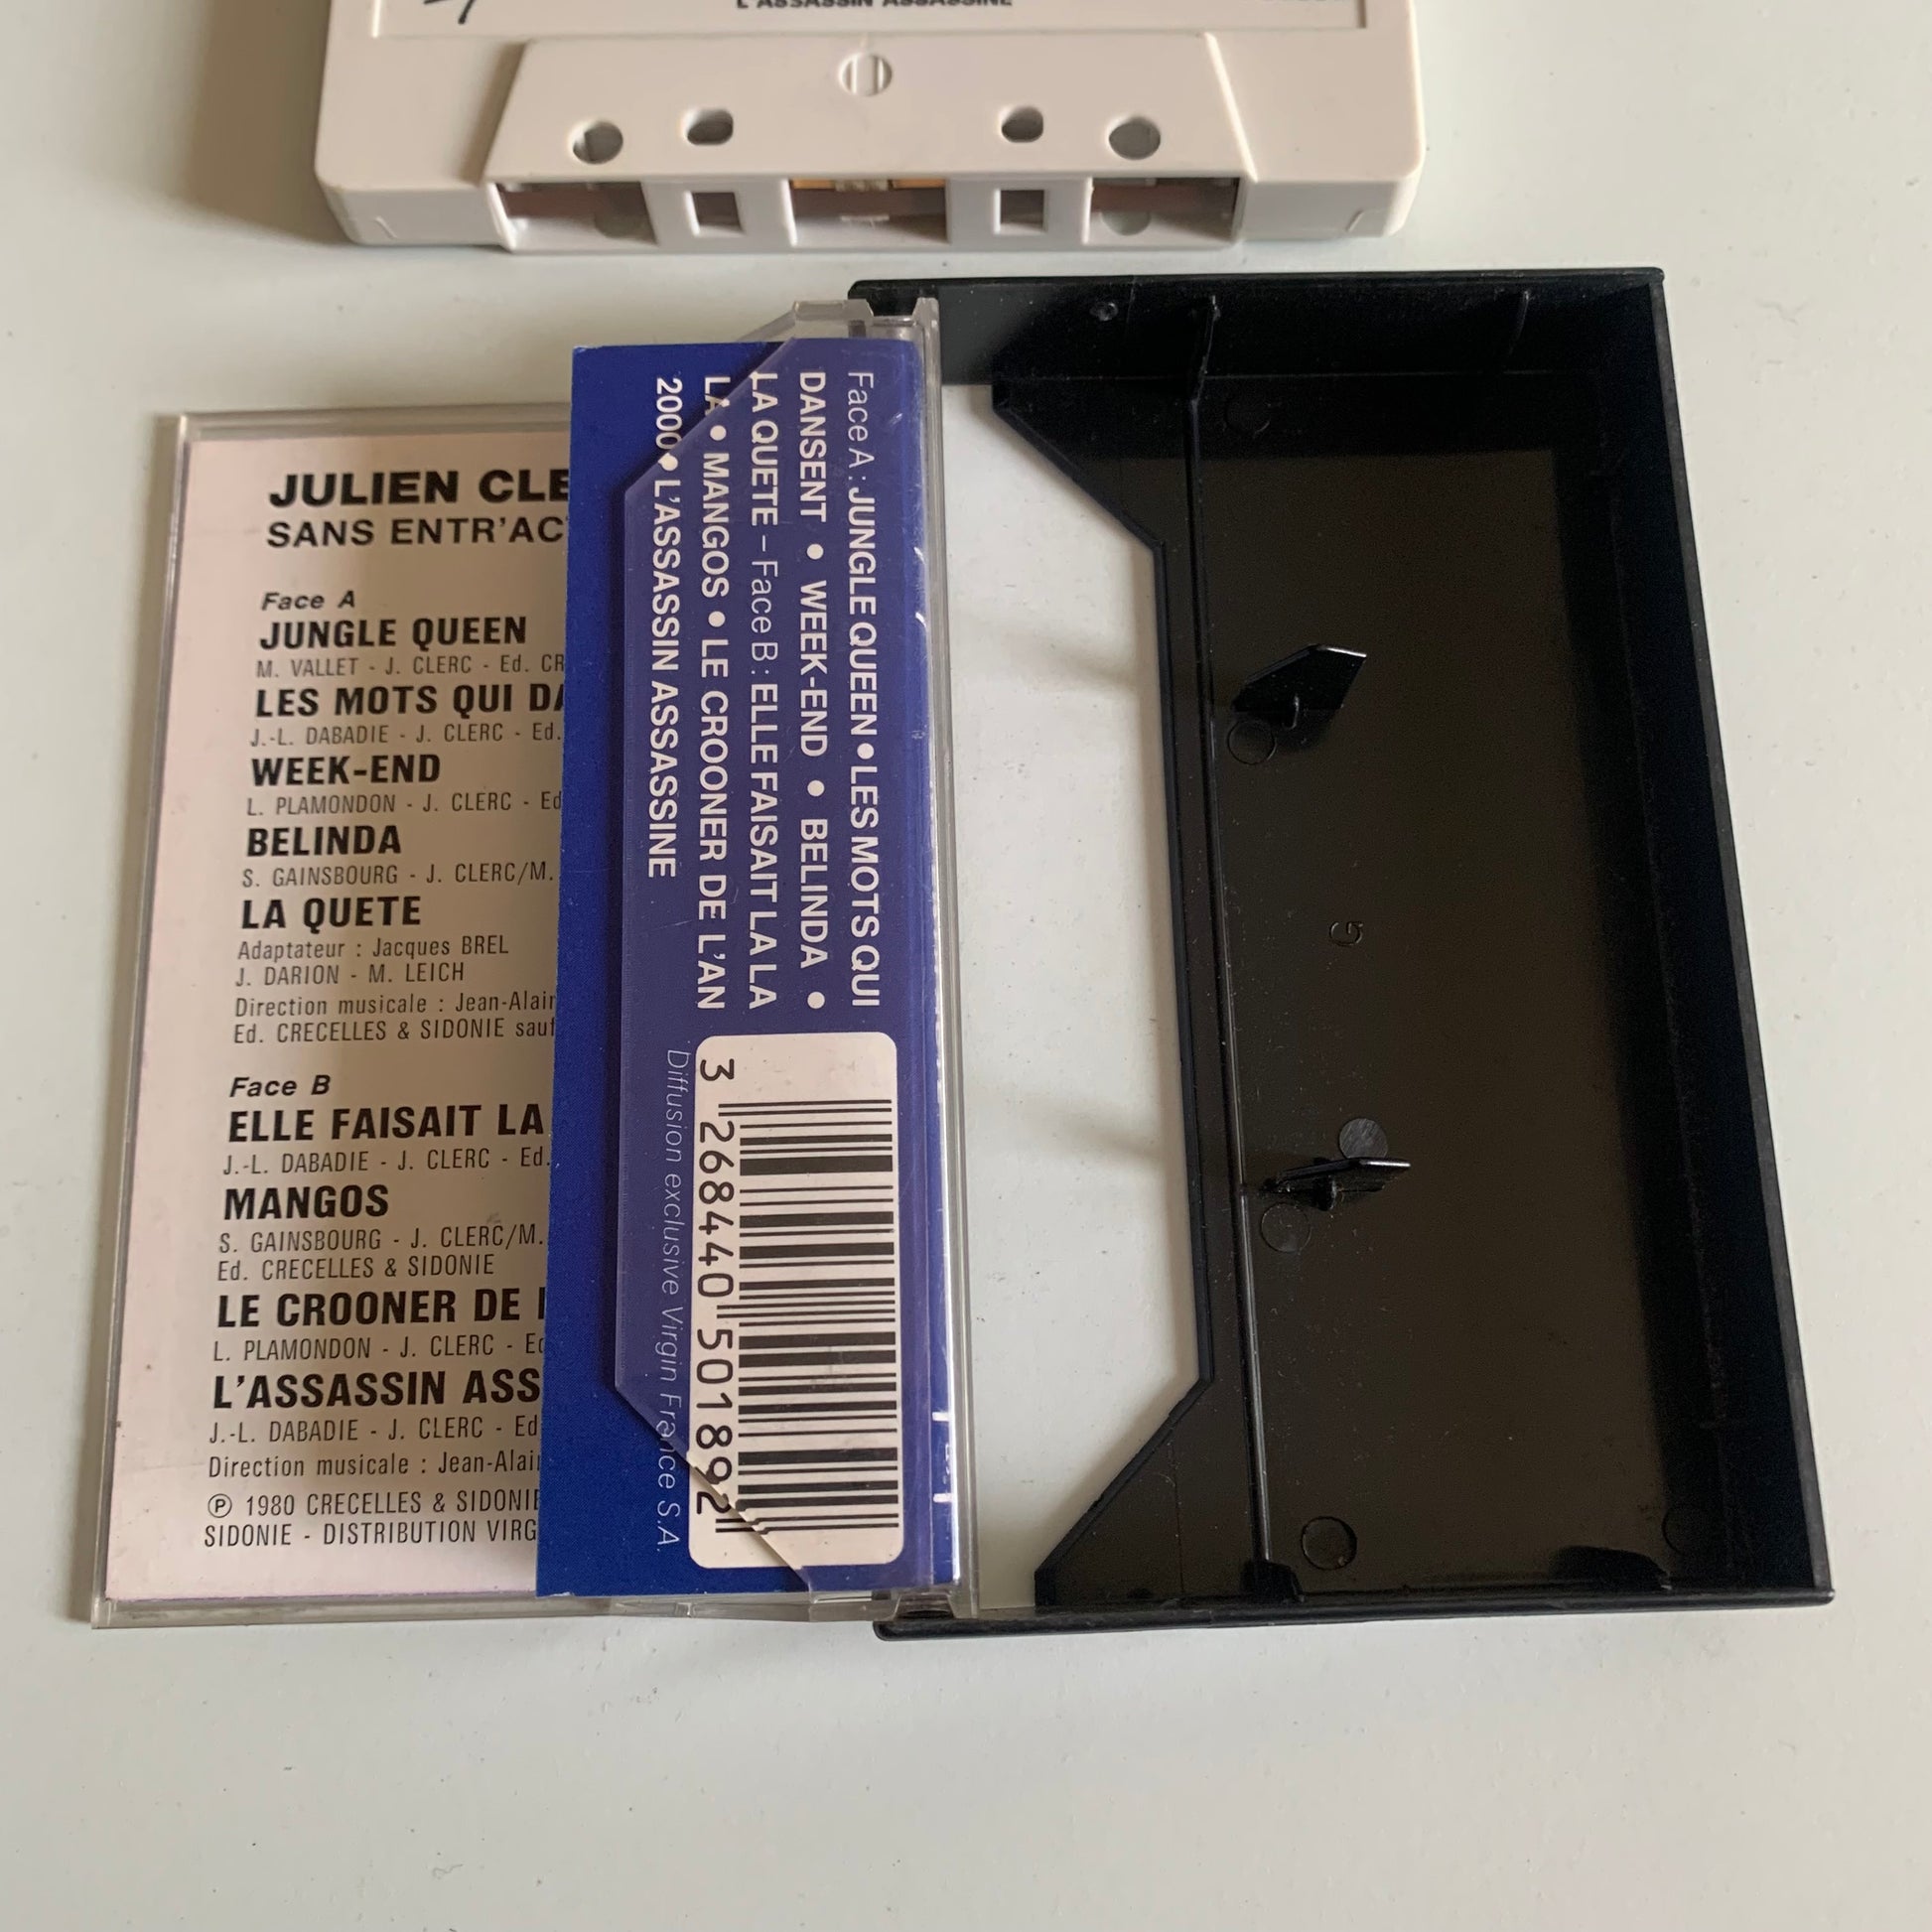 L'ASSASSIN ASSASSINE
JULIEN CLE
SANS ENTR'AC
Face A
JUNGLE QUEEN
M. VALLET - J. CLERC - Ed. CR
LES MOTS QUI DA
J.-L. DABADIE - J. CLERC - Ed.
WEEK-END
L. PLAMONDON - J. CLERC - Ed
BELINDA
S. GAINSBOURG - J. CLERC/M.
LA QUETE
Adaptateur : Jacques BREL
J. DARION - M. LEICH
Direction musicale : Jean-Alain
Ed. CRECELLES & SIDONIE sauf
Face B
ELLE FAISAIT LA
J.-L. DABADIE - J. CLERC - Ed.
MANGOS
S. GAINSBOURG - J. CLERC/M.
Ed. CRECELLES & SIDONIE
LE CROONER DE
L. PLAMONDON - J. CLERC - Ed
L'ASSASSIN ASS
J.-L. DABADIE - J. CLERC - Ed
Direction musicale : Jean-Alai
℗ 1980 CRECELLES & SIDONIE
SIDONIE - DISTRIBUTION VIRG
Face A : JUNGLE QUEEN • LES MOTS QUI
DANSENT • WEEK-END • BELINDA •
LA QUETE – Face B : ELLE FAISAIT LA LA
LA • MANGOS • LE CROONER DE L'AN
2000 • L'ASSASSIN ASSASSINE
3 268440 501892
Diffusion exclusive Virgin France S.A.
G